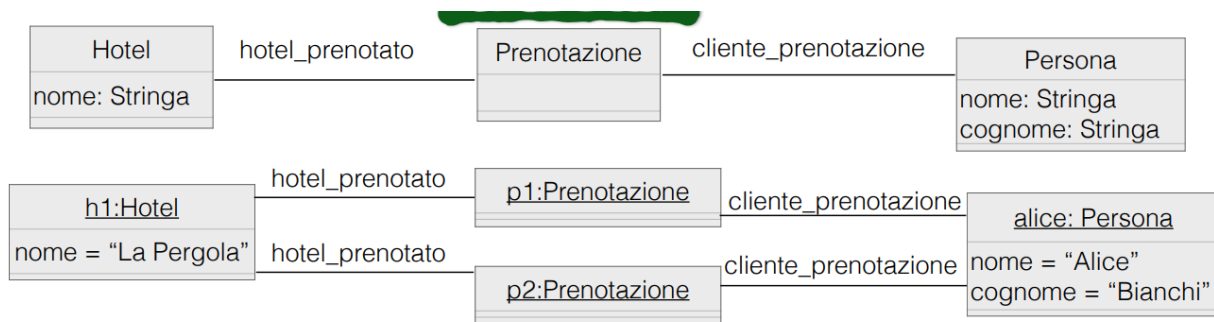 Hotel
nome: Stringa
hotel_prenotato
Prenotazione
cliente_prenotazione
Persona
nome: Stringa
cognome: Stringa
h1:Hotel
nome = “La Pergola”
hotel_prenotato
hotel_prenotato
p1:Prenotazione
p2:Prenotazione
cliente_prenotazione
cliente_prenotazione
alice: Persona
nome = “Alice”
cognome = “Bianchi”